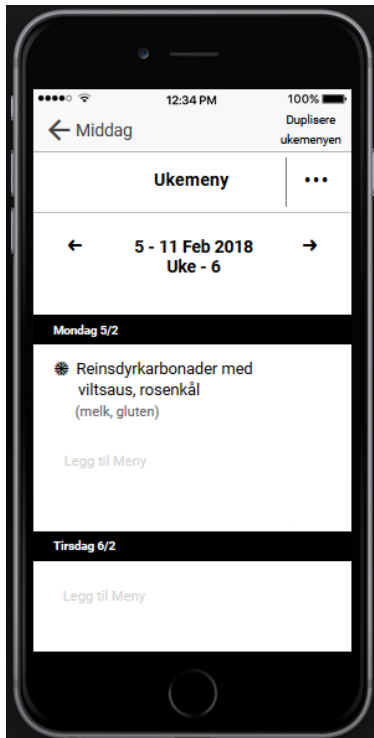 12:34 PM
100%
Middag
Duplisere
ukemenyen
Ukemeny
5 - 11 Feb 2018
Uke - 6
Mondag 5/2
Reinsdyrkarbonader med
viltsaus, rosenkål
(melk, gluten)
Legg til Meny
Tirsdag 6/2
Legg til Meny